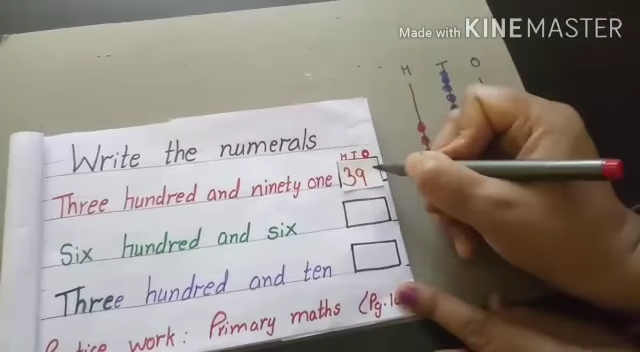 Made with KINEMASTER
H T O
Write the numerals
H T O
Three hundred and ninety one 39
Six hundred and six
Three hundred and ten
work: Primary maths (Pg.